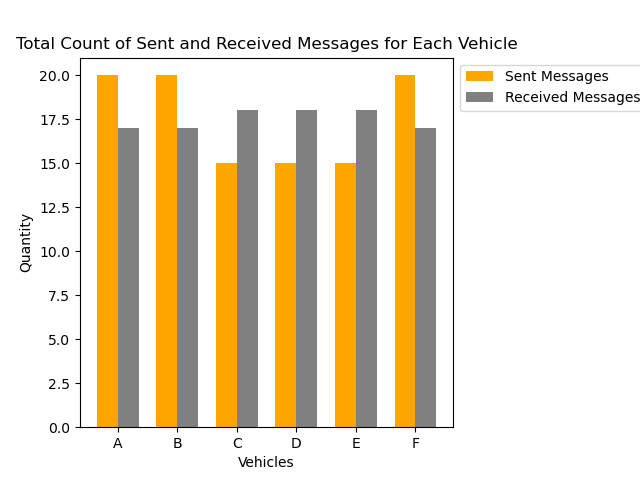 Total Count of Sent and Received Messages for Each Vehicle
Sent Messages
Received Messages
20.0
17.5
15.0
12.5
10.0
7.5
5.0
2.5
0.0
Quantity
A B C D E F
Vehicles